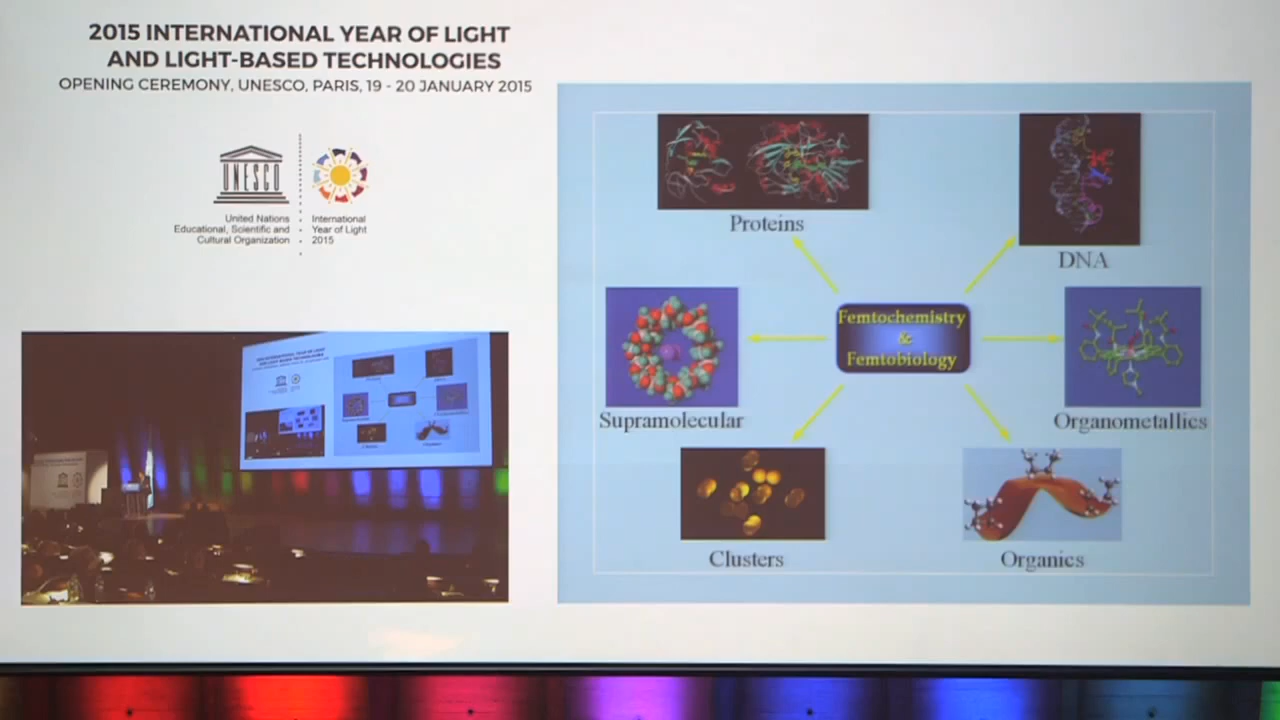 2015 INTERNATIONAL YEAR OF LIGHT
AND LIGHT-BASED TECHNOLOGIES
OPENING CEREMONY, UNESCO, PARIS, 19 - 20 JANUARY 2015
UNESCO
United Nations
Educational, Scientific and
Cultural Organization
International
Year of Light
2015
Proteins
DNA
Femtochemistry
&
Femtobiology
Supramolecular
Organometallics
Clusters
Organics